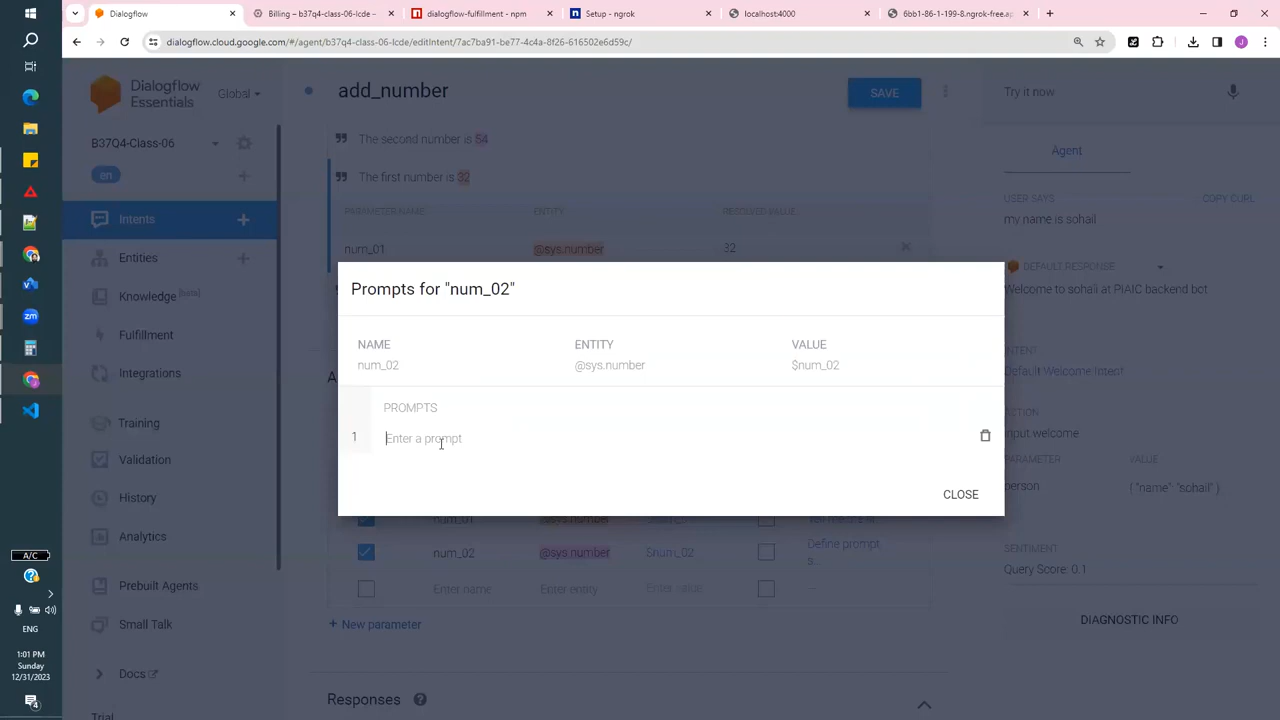 Dialogflow
Billing – b37q4-class-06-lcde –
dialogflow-fulfillment - npm
Setup - ngrok
localhost:4000
6bb1-86-1-199-8.ngrok-free.ap
dialogflow.cloud.google.com/#/agent/b37q4-class-06-lcde/editIntent/7ac7ba91-be77-4c4a-8f26-616502e6d59c/
J
Dialogflow
Essentials
Global
add_number
SAVE
Try it now
B37Q4-Class-06
en
The second number is 54
Agent
The first number is 32
USER SAYS
COPY CURL
PARAMETER NAME
ENTITY
RESOLVED VALUE
Intents
my name is sohail
num_01
@sys.number
32
Entities
DEFAULT RESPONSE
Prompts for "num_02"
Welcome to sohail at PIAIC backend bot
Knowledge [beta]
Fulfillment
NAME
ENTITY
VALUE
INTENT
num_02
@sys.number
$num_02
Default Welcome Intent
Integrations
A
ACTION
PROMPTS
input.welcome
Training
1
Enter a prompt
PARAMETER
VALUE
Validation
person
{ "name": "sohail" }
CLOSE
History
num_01
@sys.number
Analytics
num_02
@sys.number
$num_02
Define prompt
s...
SENTIMENT
Query Score: 0.1
Prebuilt Agents
Enter name
Enter entity
Enter value
Small Talk
+ New parameter
DIAGNOSTIC INFO
Docs
Responses
Trial
A/C
ENG
1:01 PM
Sunday
12/31/2023
4